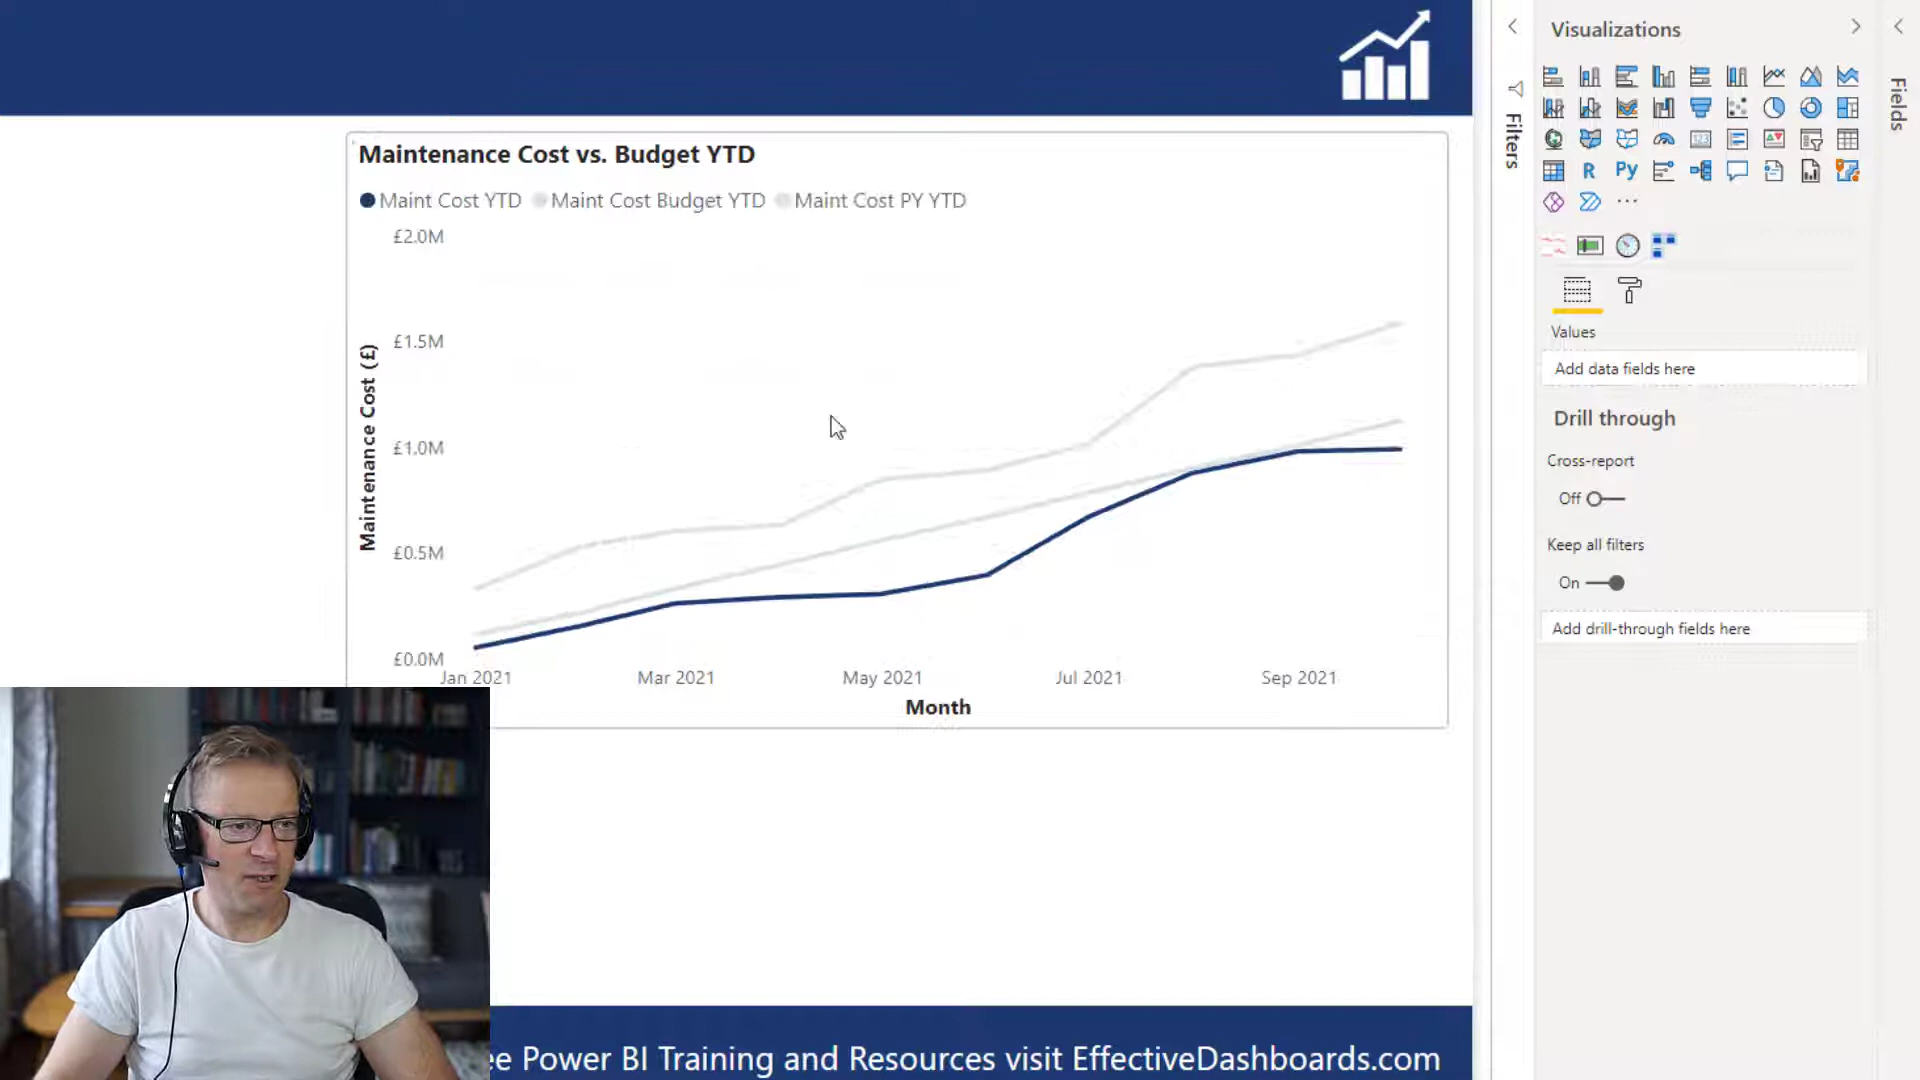 Visualizations
Filters
Fields
Maintenance Cost vs. Budget YTD
Maint Cost YTD Maint Cost Budget YTD Maint Cost PY YTD
£2.0M
£1.5M
£1.0M
£0.5M
£0.0M
Maintenance Cost (£)
Jan 2021 Mar 2021 May 2021 Jul 2021 Sep 2021
Month
R Py
123
Values
Add data fields here
Drill through
Cross-report
Off
Keep all filters
On
Add drill-through fields here
ee Power BI Training and Resources visit EffectiveDashboards.com